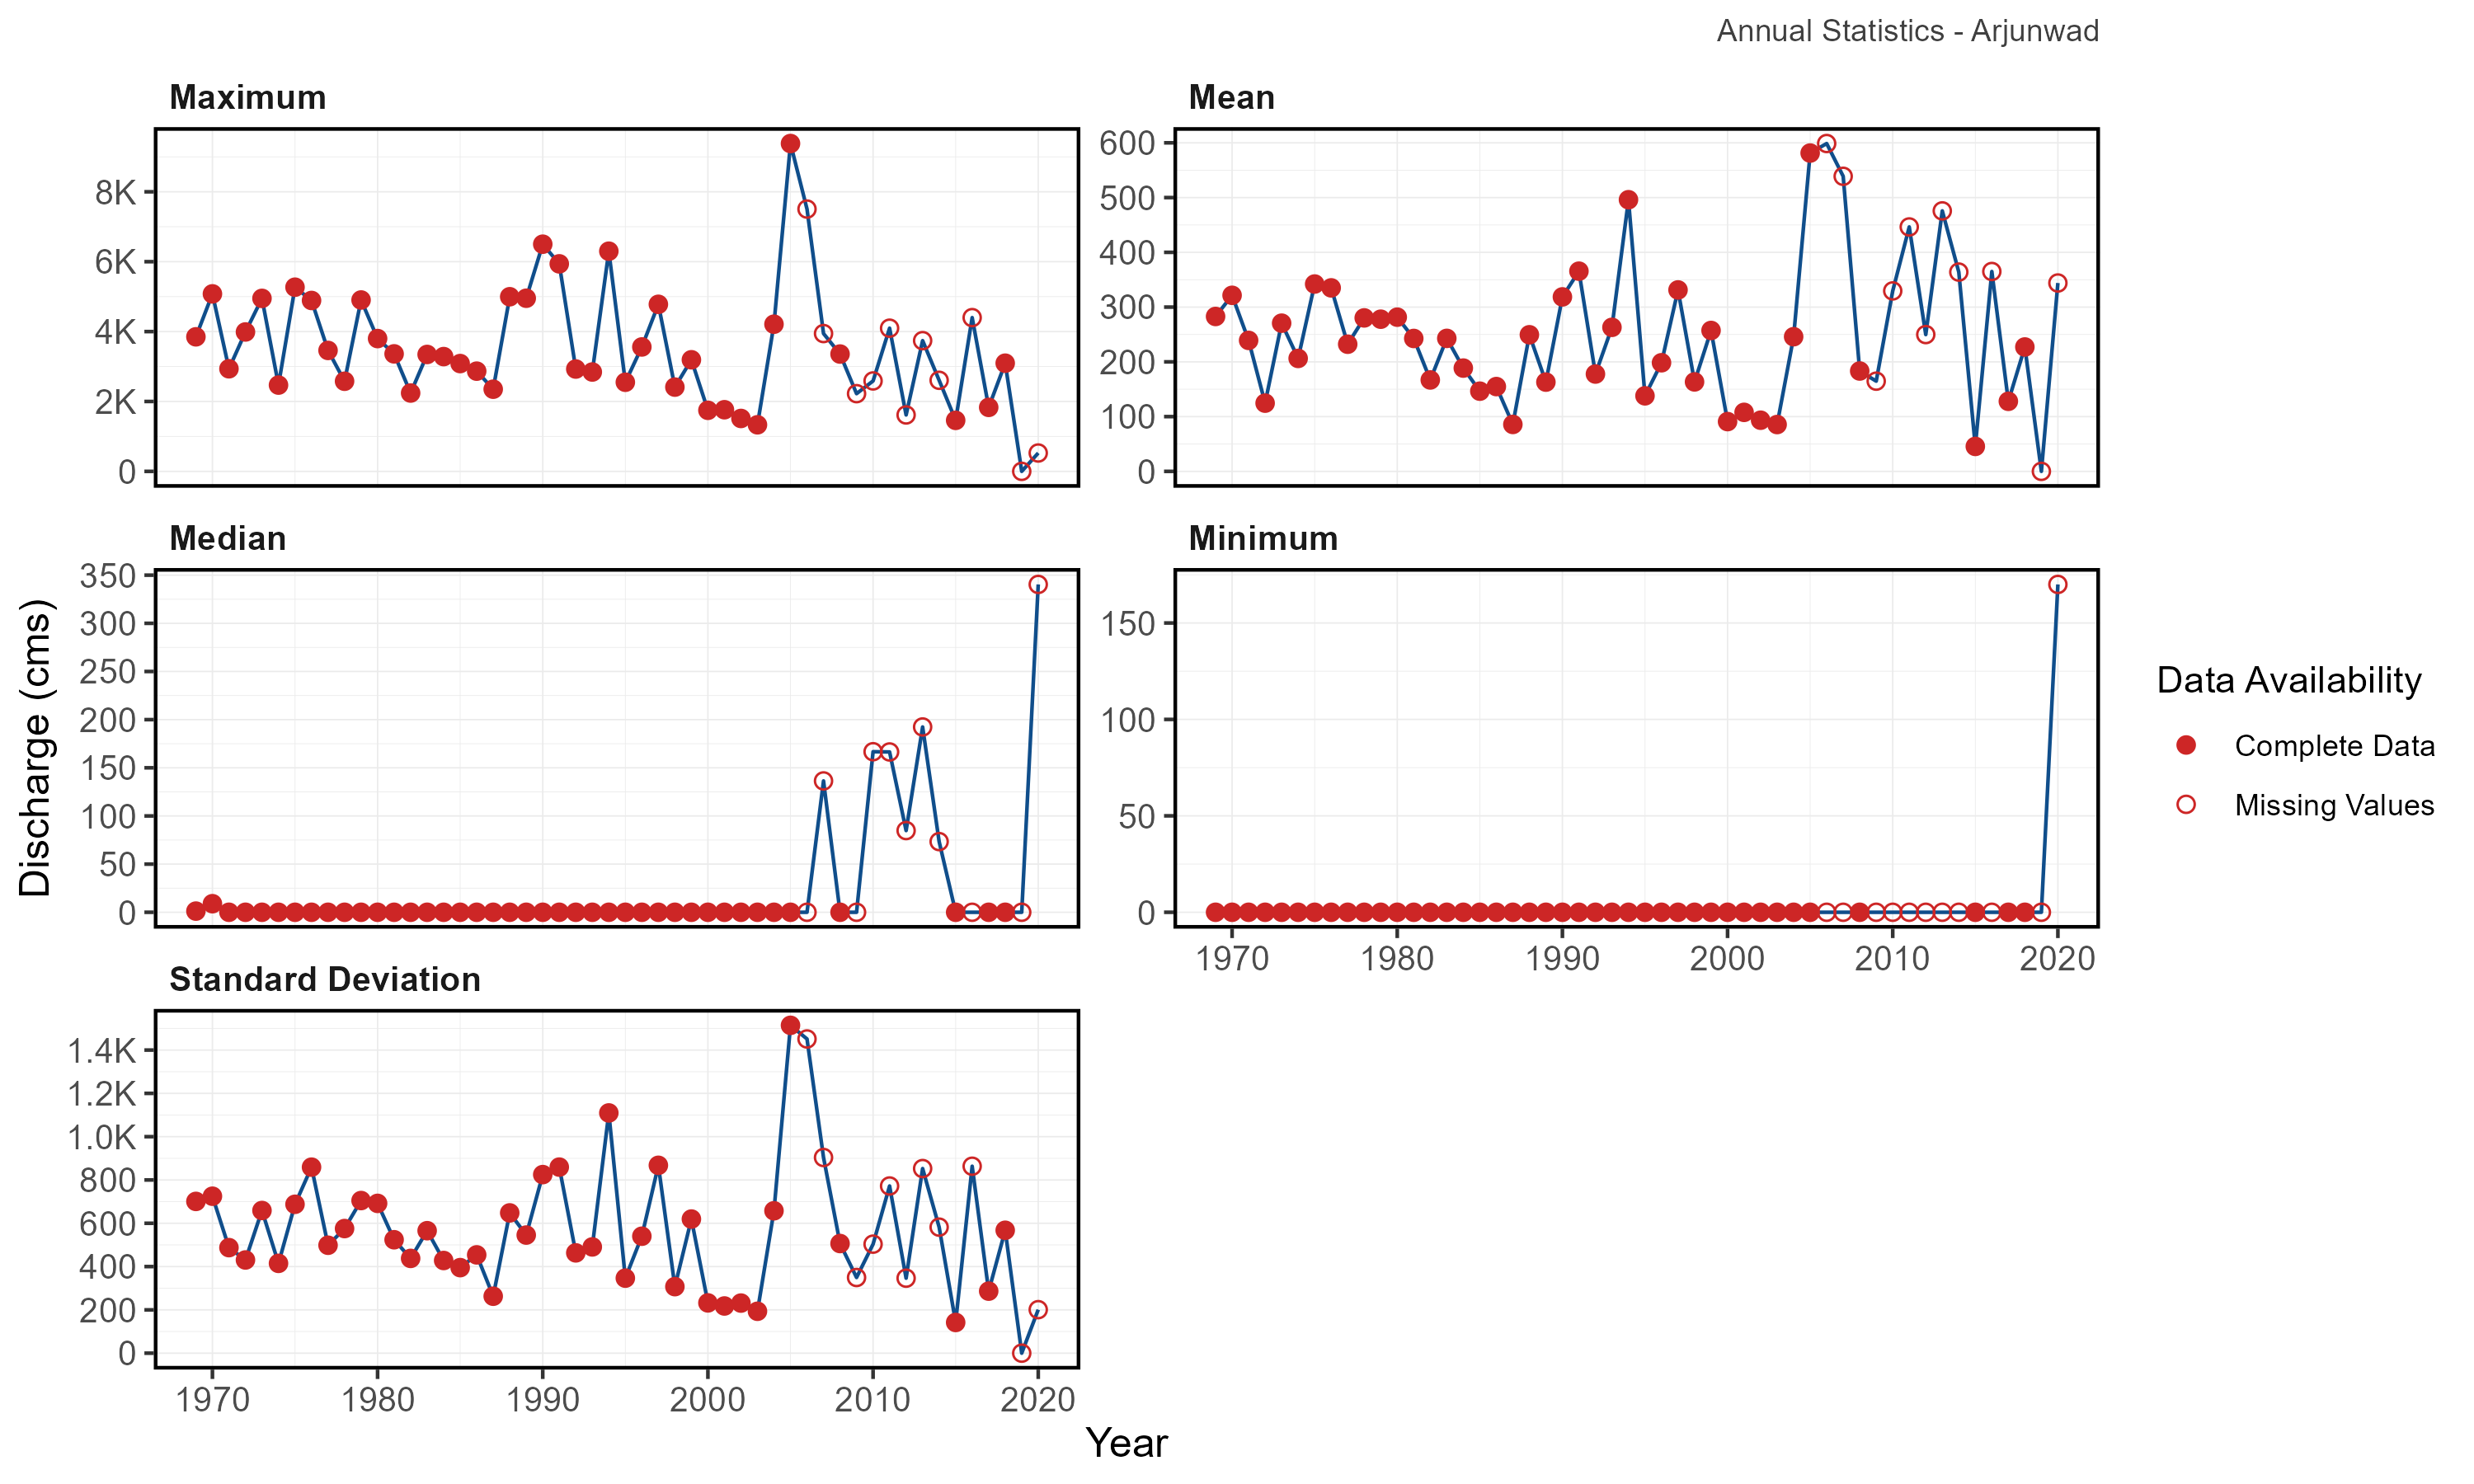 Annual Statistics - Arjunwad
Maximum
8K
6K
4K
2K
0
Mean
600
500
400
300
200
100
0
Discharge (cms)
Median
350
300
250
200
150
100
50
0
Minimum
150
100
50
0
1970 1980 1990 2000 2010 2020
Standard Deviation
1.4K
1.2K
1.0K
800
600
400
200
0
1970 1980 1990 2000 2010 2020
Year
Data Availability
Complete Data
Missing Values